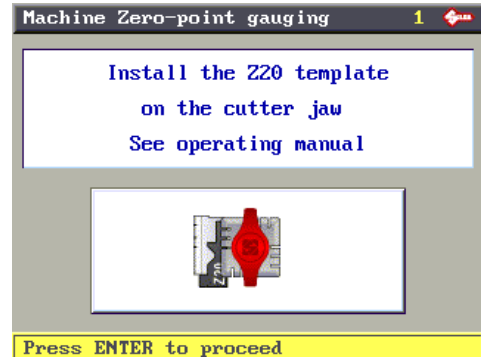 Machine Zero-point gauging 1 SILCA
Install the Z20 template
on the cutter jaw
See operating manual
Z20
Press ENTER to proceed